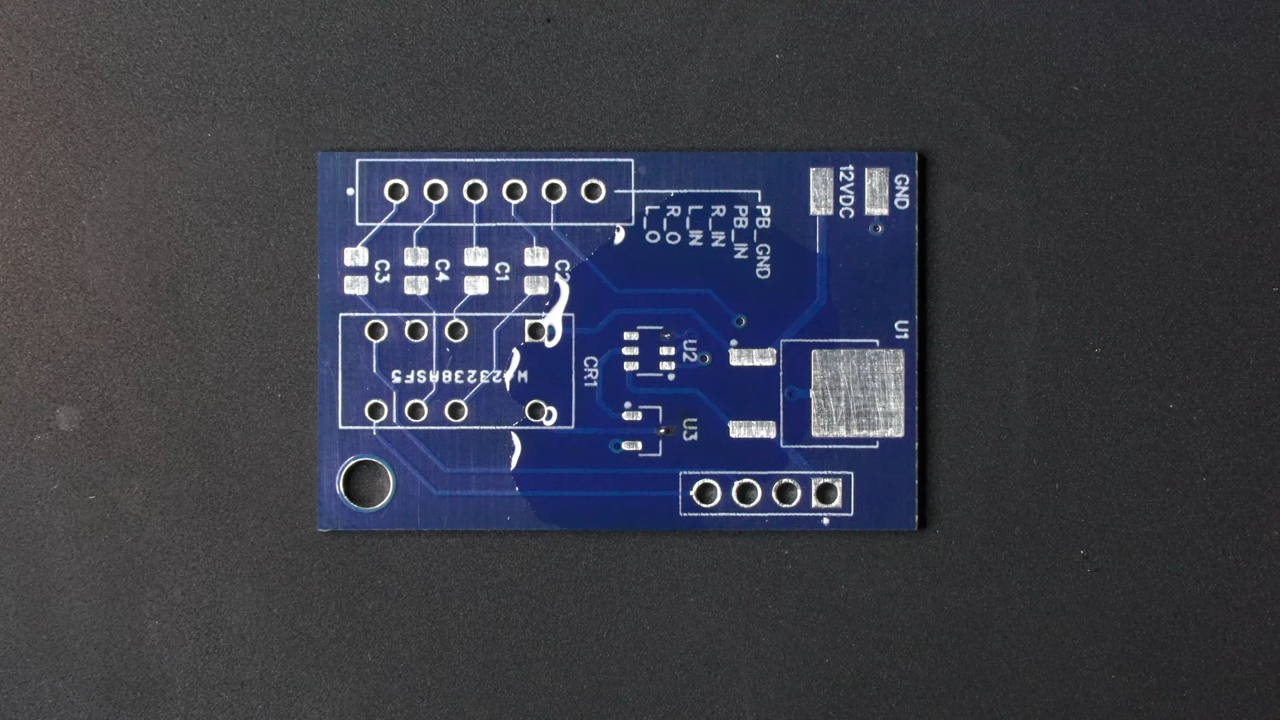 12VDC
GND
PB_GND
PB_IN
R_IN
L_IN
R_O
L_O
C3
C4
C1
C2
U1
U2
CR1
U3